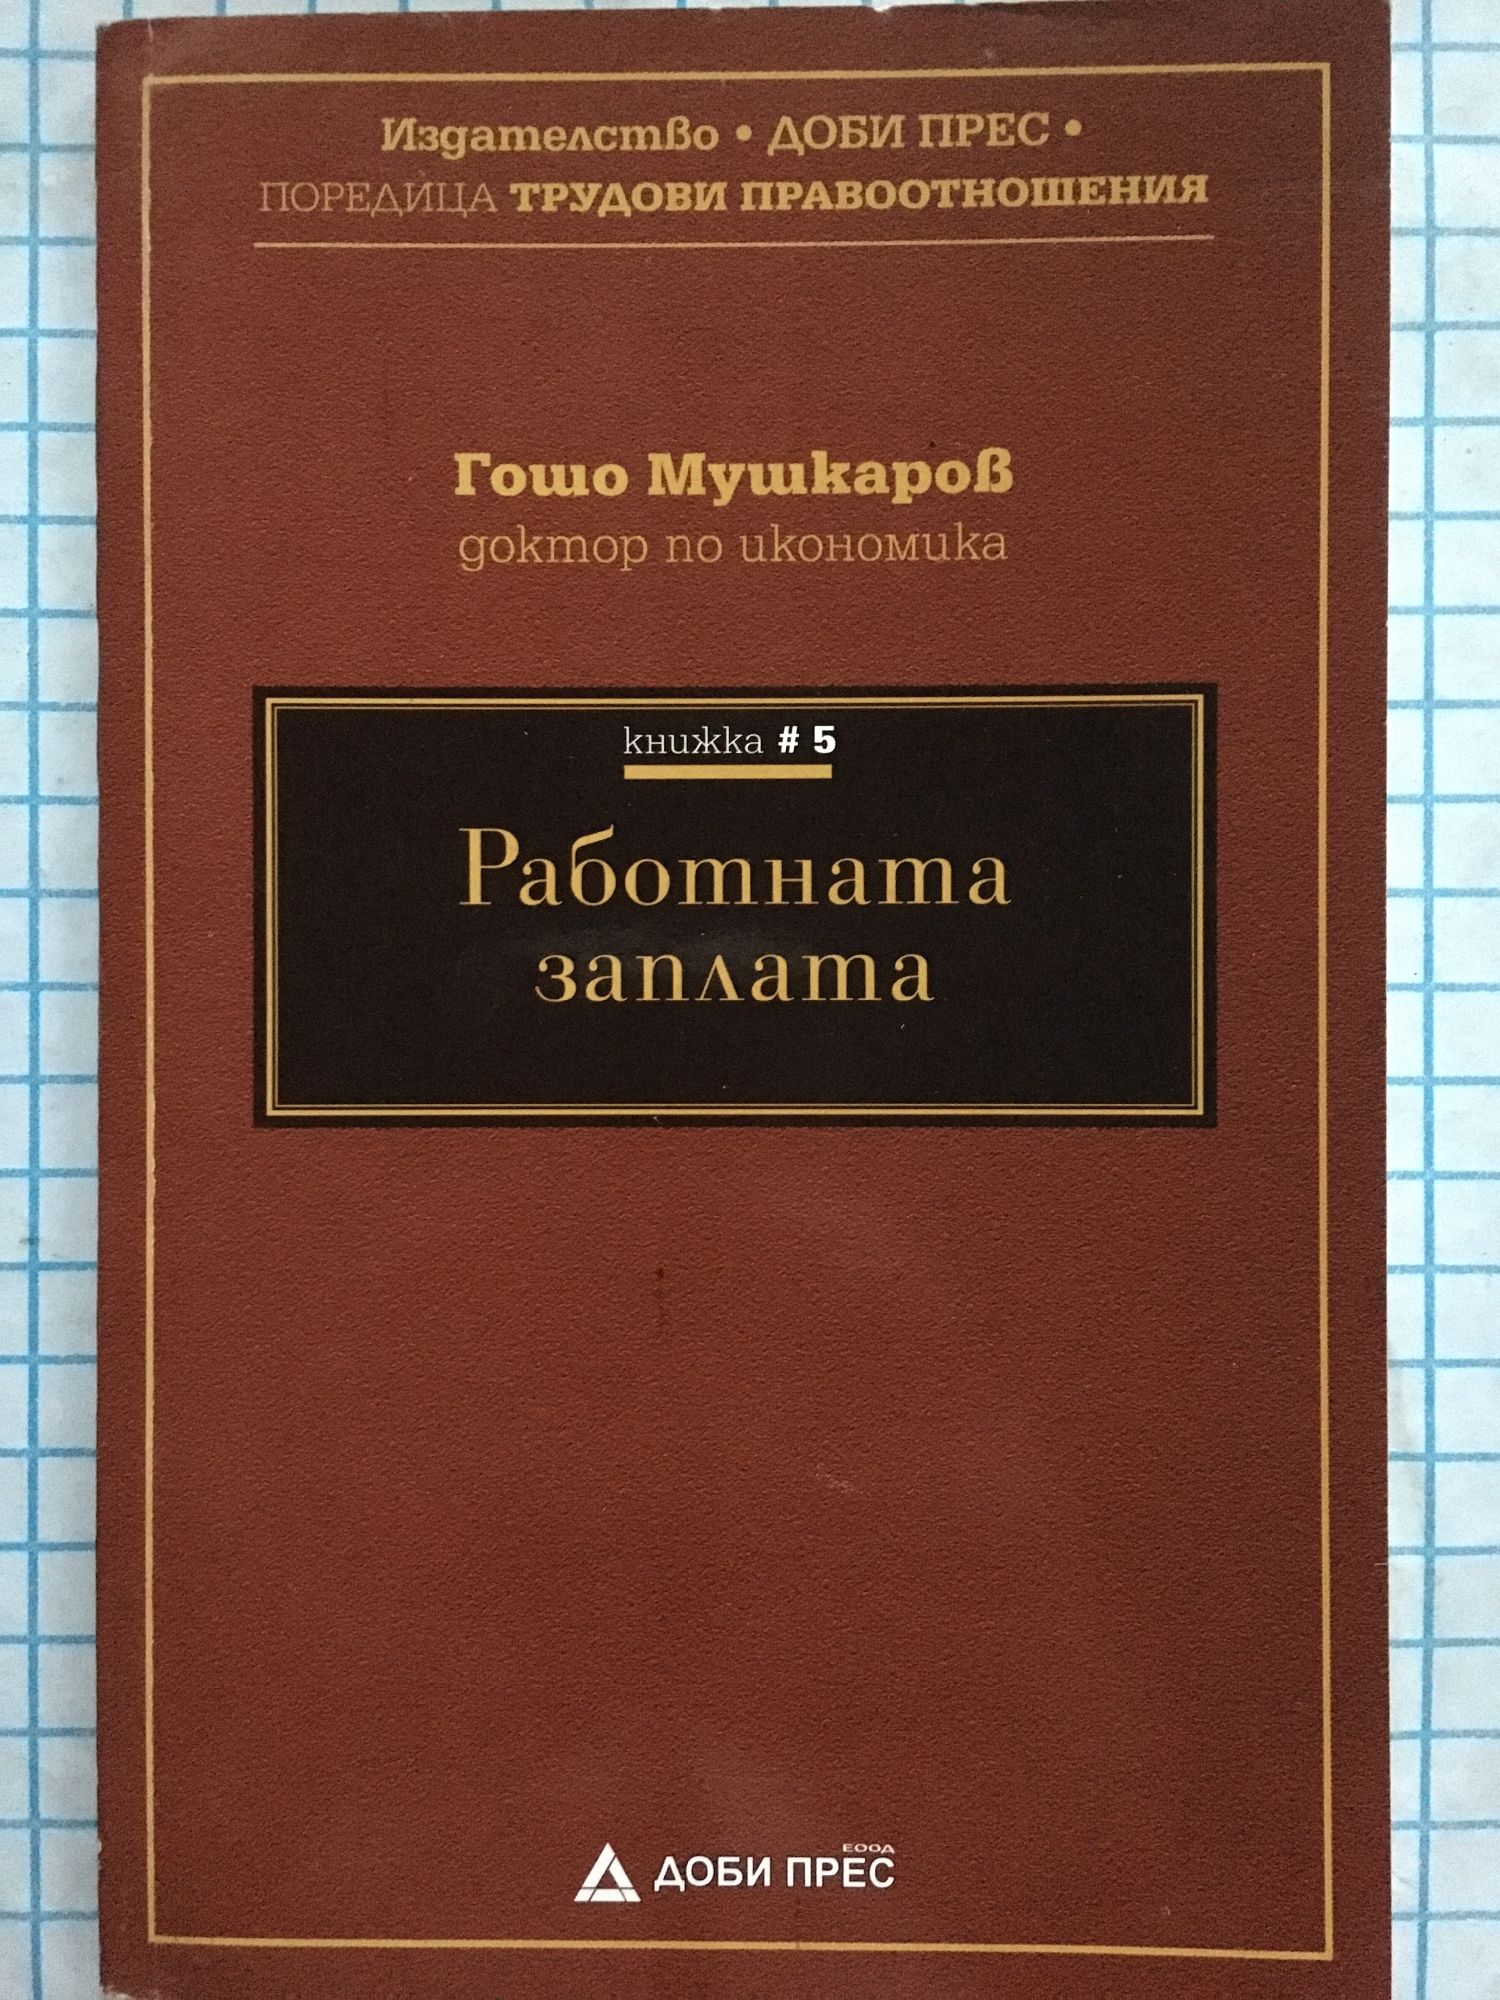 Издателство • ДОБИ ПРЕС •
ПОРЕДИЦА ТРУДОВИ ПРАВООТНОШЕНИЯ
Гошо Мушкаров
доктор по икономика
книжка # 5
Работната
заплата
ЕООД
ДОБИ ПРЕС